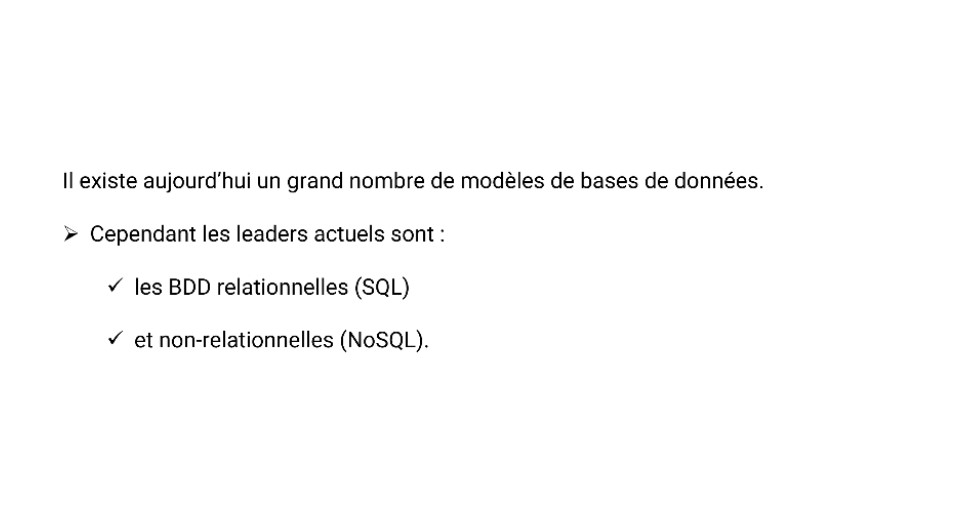 Il existe aujourd’hui un grand nombre de modèles de bases de données.
➢ Cependant les leaders actuels sont :
✓ les BDD relationnelles (SQL)
✓ et non-relationnelles (NoSQL).